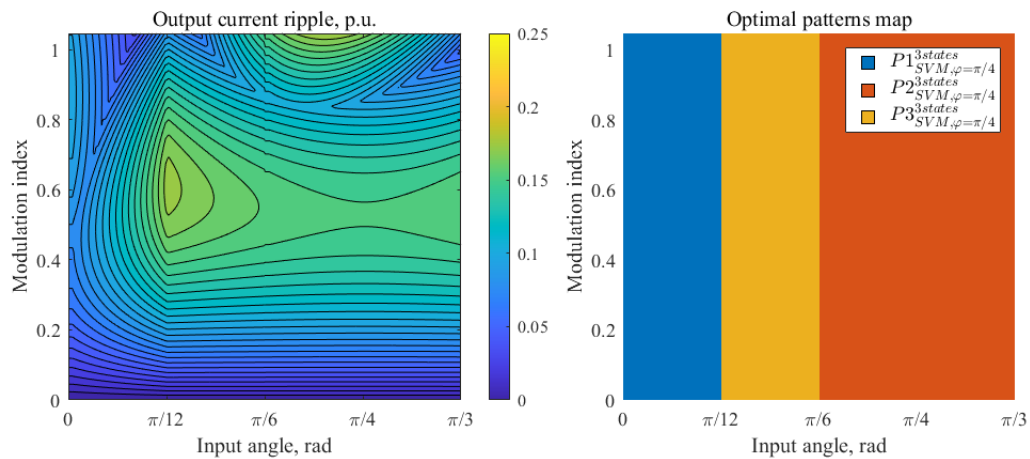 Output current ripple, p.u.
1
0.8
0.6
0.4
0.2
0
Modulation index
0
π/12
π/6
π/4
π/3
Input angle, rad
0.25
0.2
0.15
0.1
0.05
0
Optimal patterns map
P1^{3states}_{SVM,φ=π/4}
P2^{3states}_{SVM,φ=π/4}
P3^{3states}_{SVM,φ=π/4}
1
0.8
0.6
0.4
0.2
0
Modulation index
0
π/12
π/6
π/4
π/3
Input angle, rad